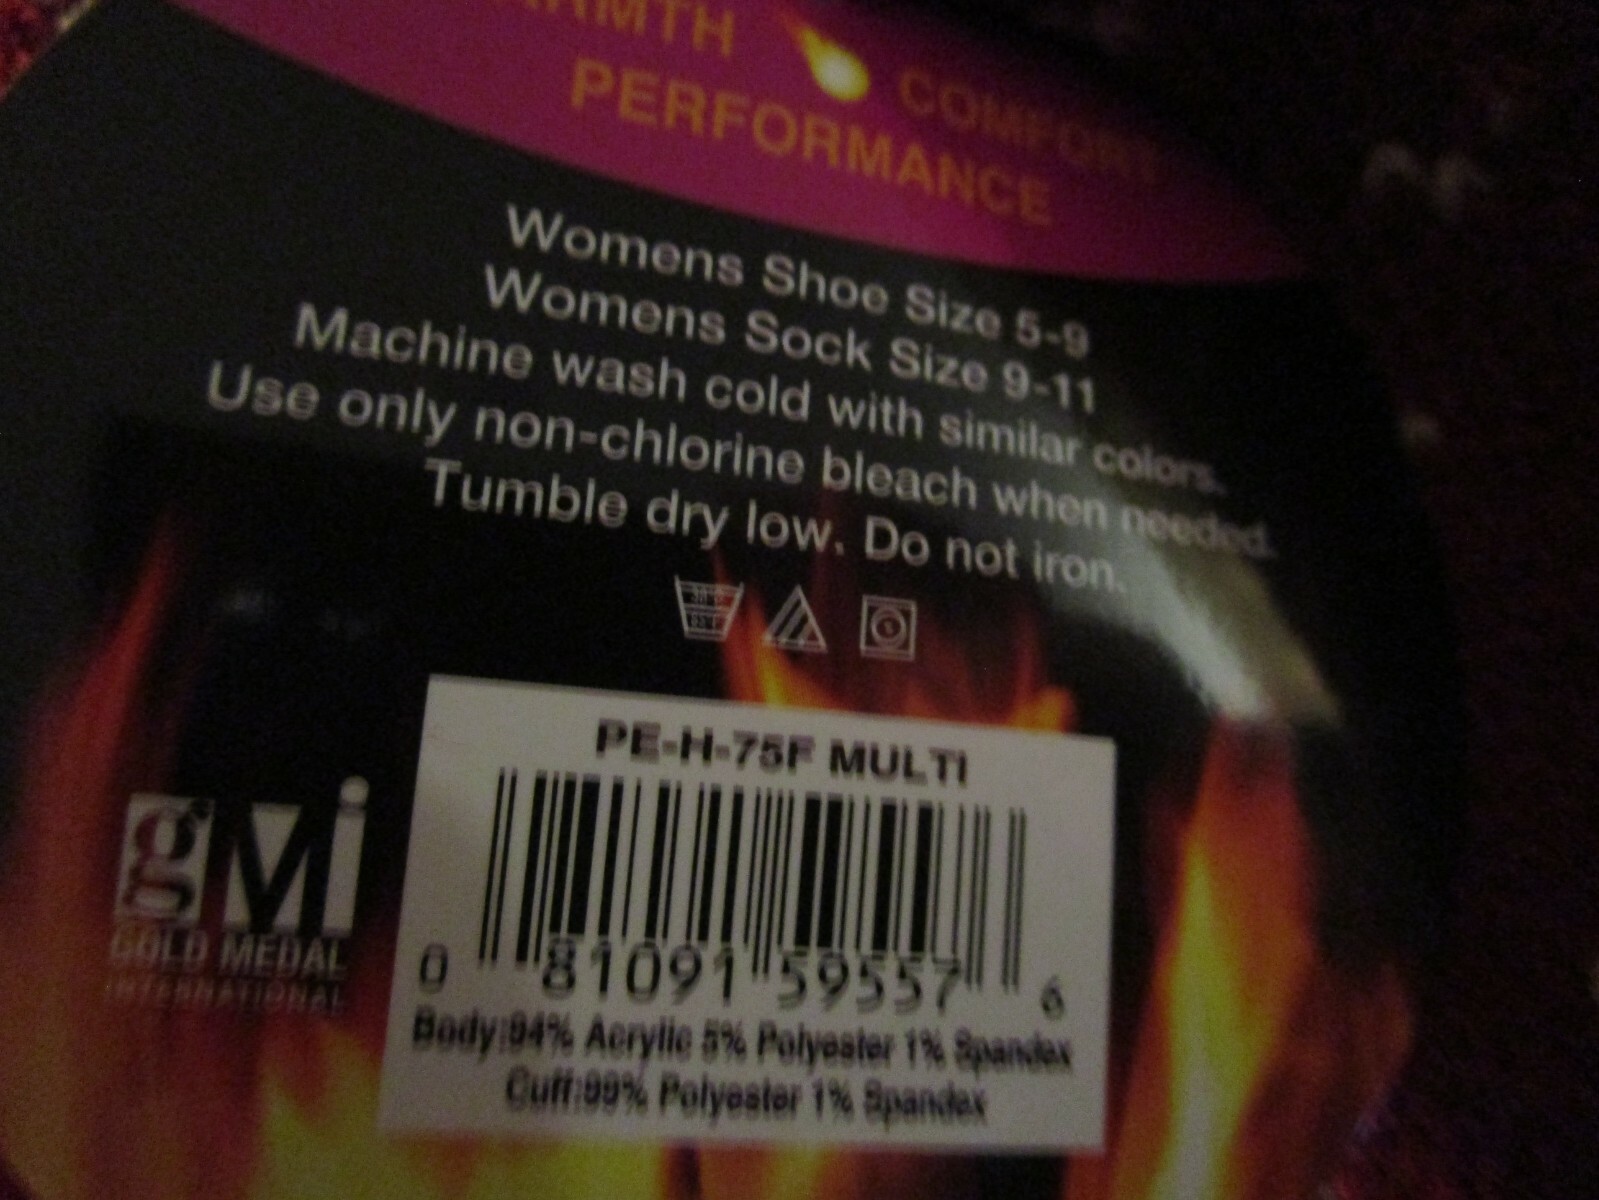 WARMTH COMFORT
PERFORMANCE
Womens Shoe Size 5-9
Womens Sock Size 9-11
Machine wash cold with similar colors.
Use only non-chlorine bleach when needed.
Tumble dry low. Do not iron.
PE-H-75F MULTI
0 81091 59557 6
Body:94% Acrylic 5% Polyester 1% Spandex
Cuff:99% Polyester 1% Spandex
gMi
GOLD MEDAL
INTERNATIONAL